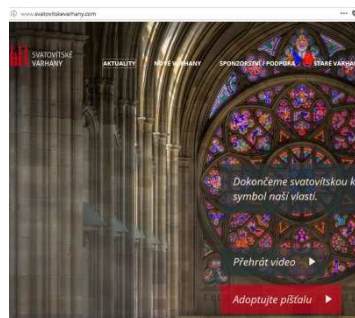 www.svatovitskevarhany.com
SVATOVÍTSKÉ
VARHANY
AKTUALITY
NOVÉ VARHANY
SPONZORSTVÍ / PODPORA
STARÉ VARHA
Dokončeme svatovítskou k
symbol naší vlasti.
Přehrát video
Adoptujte píšťalu